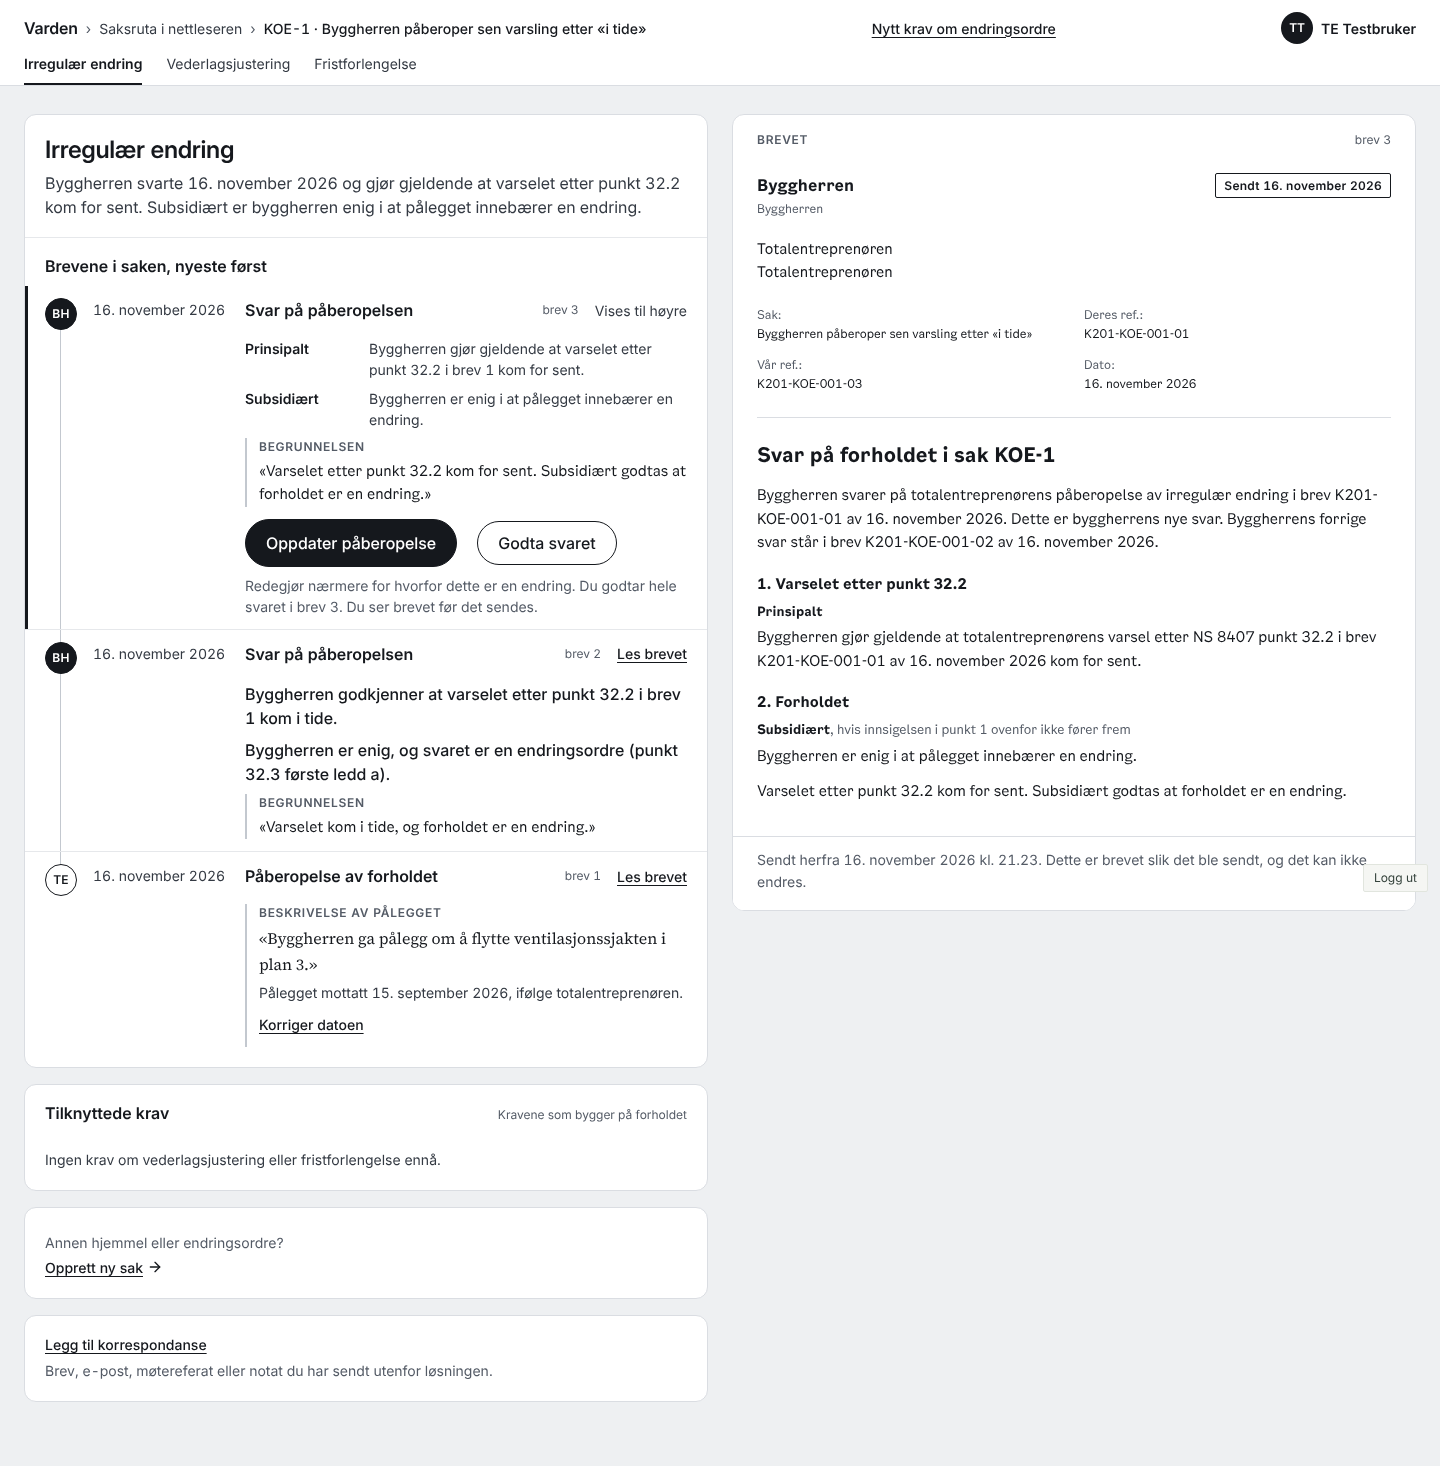 Varden › Saksruta i nettleseren › KOE-1 · Byggherren påberoper sen varsling etter «i tide»
Nytt krav om endringsordre
TT TE Testbruker
Irregulær endring Vederlagsjustering Fristforlengelse
Irregulær endring
Byggherren svarte 16. november 2026 og gjør gjeldende at varselet etter punkt 32.2
kom for sent. Subsidiært er byggherren enig i at pålegget innebærer en endring.
Brevene i saken, nyeste først
BH 16. november 2026 Svar på påberopelsen brev 3 Vises til høyre
Prinsipalt Byggherren gjør gjeldende at varselet etter
punkt 32.2 i brev 1 kom for sent.
Subsidiært Byggherren er enig i at pålegget innebærer en
endring.
BEGRUNNELSEN
«Varselet etter punkt 32.2 kom for sent. Subsidiært godtas at
forholdet er en endring.»
Oppdater påberopelse Godta svaret
Redegjør nærmere for hvorfor dette er en endring. Du godtar hele
svaret i brev 3. Du ser brevet før det sendes.
BH 16. november 2026 Svar på påberopelsen brev 2 Les brevet
Byggherren godkjenner at varselet etter punkt 32.2 i brev
1 kom i tide.
Byggherren er enig, og svaret er en endringsordre (punkt
32.3 første ledd a).
BEGRUNNELSEN
«Varselet kom i tide, og forholdet er en endring.»
TE 16. november 2026 Påberopelse av forholdet brev 1 Les brevet
BESKRIVELSE AV PÅLEGGET
«Byggherren ga pålegg om å flytte ventilasjonssjakten i
plan 3.»
Pålegget mottatt 15. september 2026, ifølge totalentreprenøren.
Korriger datoen
Tilknyttede krav Kravene som bygger på forholdet
Ingen krav om vederlagsjustering eller fristforlengelse ennå.
Annen hjemmel eller endringsordre?
Opprett ny sak →
Legg til korrespondanse
Brev, e-post, møtereferat eller notat du har sendt utenfor løsningen.
BREVET brev 3
Byggherren Sendt 16. november 2026
Byggherren
Totalentreprenøren
Totalentreprenøren
Sak: Deres ref.:
Byggherren påberoper sen varsling etter «i tide» K201-KOE-001-01
Vår ref.: Dato:
K201-KOE-001-03 16. november 2026
Svar på forholdet i sak KOE-1
Byggherren svarer på totalentreprenørens påberopelse av irregulær endring i brev K201-
KOE-001-01 av 16. november 2026. Dette er byggherrens nye svar. Byggherrens forrige
svar står i brev K201-KOE-001-02 av 16. november 2026.
1. Varselet etter punkt 32.2
Prinsipalt
Byggherren gjør gjeldende at totalentreprenørens varsel etter NS 8407 punkt 32.2 i brev
K201-KOE-001-01 av 16. november 2026 kom for sent.
2. Forholdet
Subsidiært, hvis innsigelsen i punkt 1 ovenfor ikke fører frem
Byggherren er enig i at pålegget innebærer en endring.
Varselet etter punkt 32.2 kom for sent. Subsidiært godtas at forholdet er en endring.
Sendt herfra 16. november 2026 kl. 21.23. Dette er brevet slik det ble sendt, og det kan ikke
endres.
Logg ut